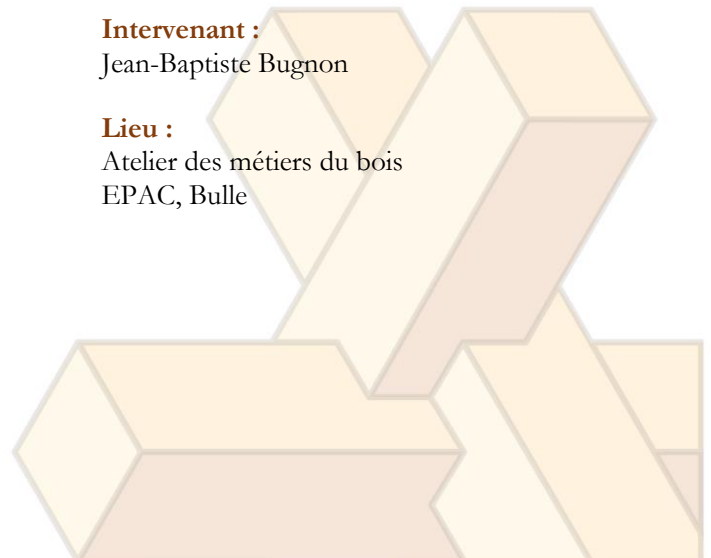 Intervenant :
Jean-Baptiste Bugnon
Lieu :
Atelier des métiers du bois
EPAC, Bulle